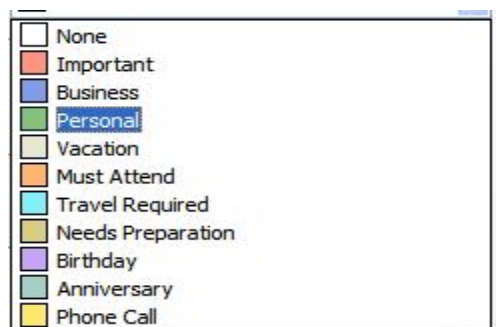 None
Important
Business
Personal
Vacation
Must Attend
Travel Required
Needs Preparation
Birthday
Anniversary
Phone Call